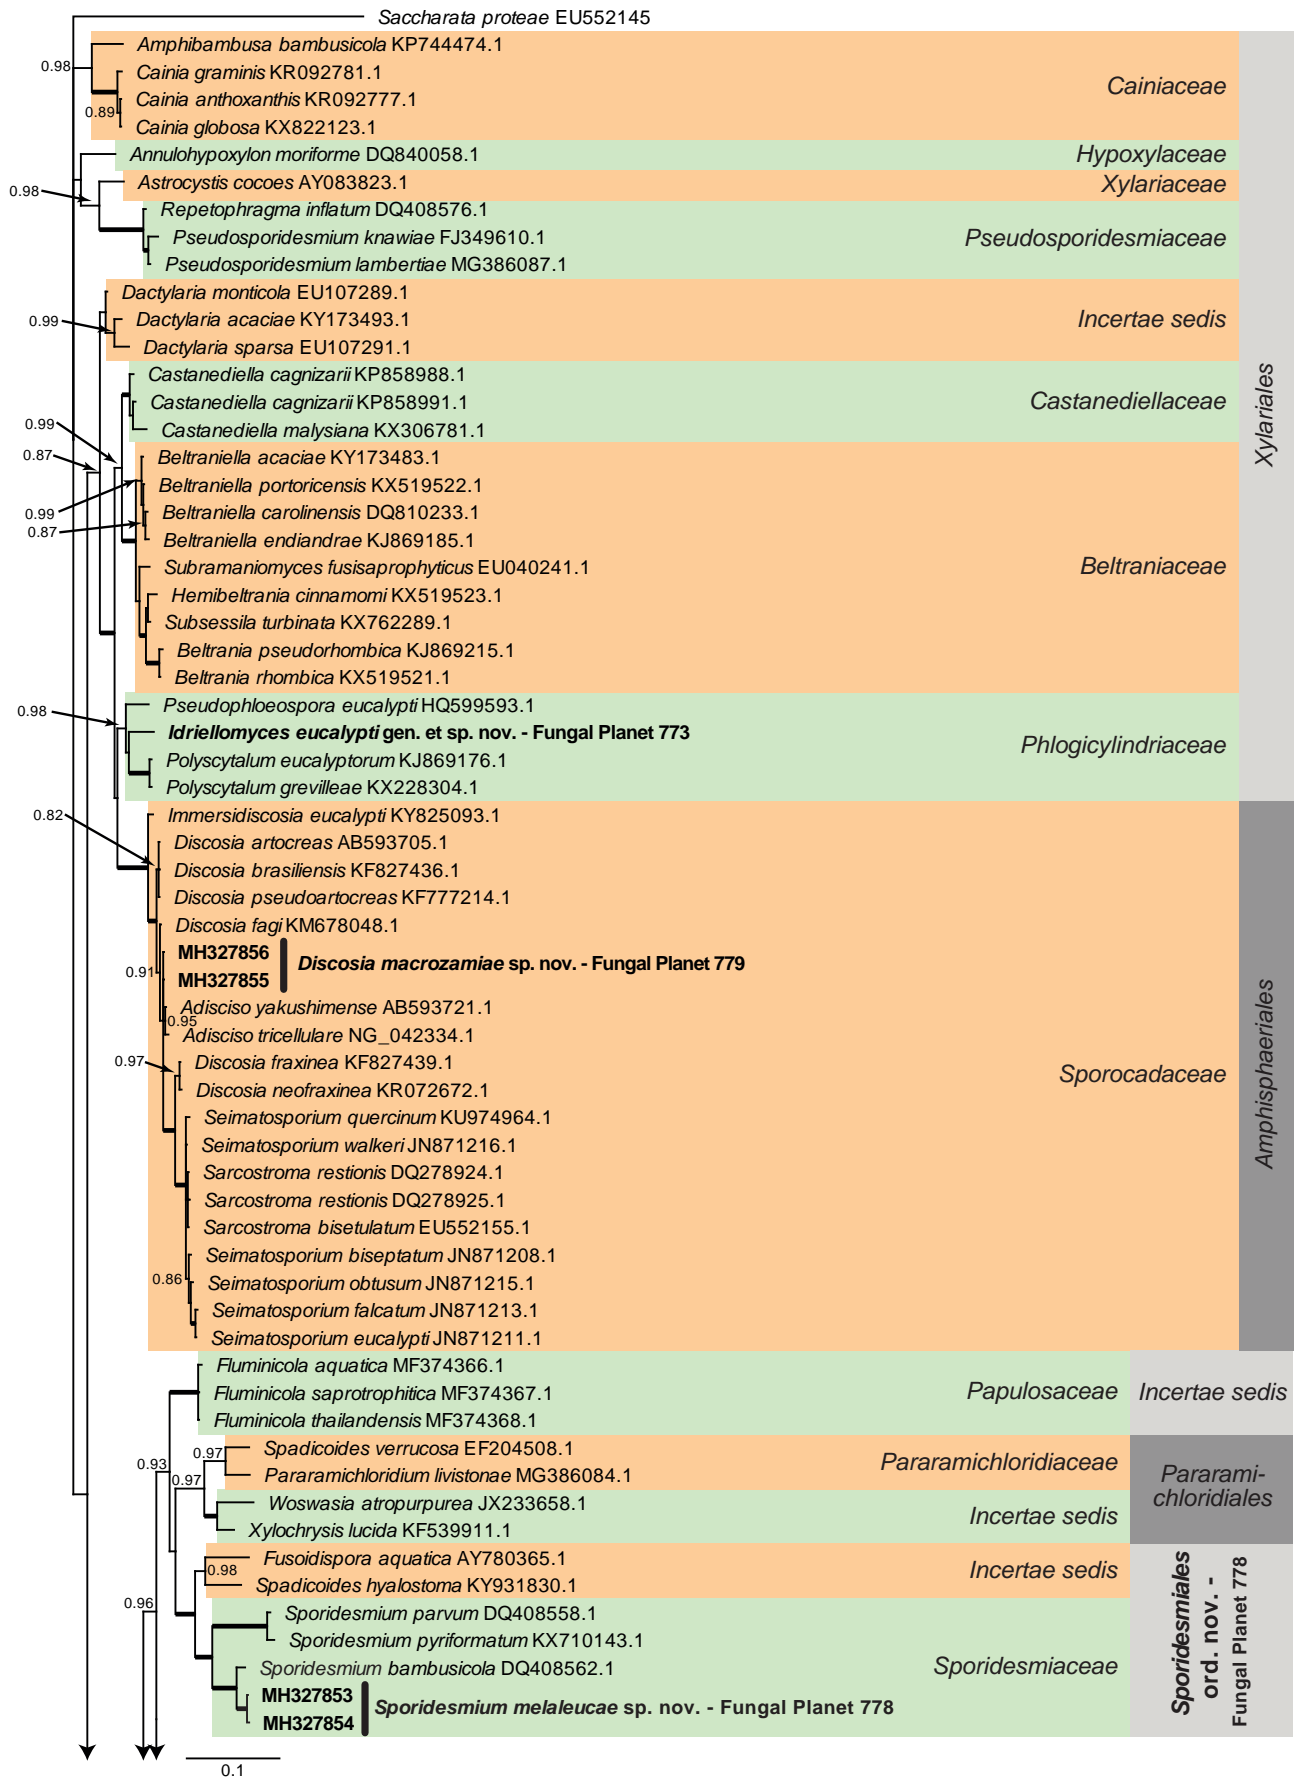 Saccharata proteae EU552145
Amphibambusa bambusicola KP744474.1
0.98
Cainia graminis KR092781.1
Cainiaceae
Cainia anthoxanthis KR092777.1
0.89
Cainia globosa KX822123.1
Annulohypoxylon moriforme DQ840058.1
Hypoxylaceae
Astrocystis cocoes AY083823.1
Xylariaceae
0.98
Repetophragma inflatum DQ408576.1
Pseudosporidesmium knawiae FJ349610.1
Pseudosporidesmiaceae
Pseudosporidesmium lambertiae MG386087.1
Dactylaria monticola EU107289.1
0.99
Dactylaria acaciae KY173493.1
Incertae sedis
Dactylaria sparsa EU107291.1
Castanediella cagnizarii KP858988.1
Castanediella cagnizarii KP858991.1
Castanediellaceae
Xylariales
0.99
Castanediella malysiana KX306781.1
0.87
Beltraniella acaciae KY173483.1
Beltraniella portoricensis KX519522.1
0.99
Beltraniella carolinensis DQ810233.1
0.87
Beltraniella endiandrae KJ869185.1
Subramaniomyces fusisaprophyticus EU040241.1
Beltraniaceae
Hemibeltrania cinnamomi KX519523.1
Subsessila turbinata KX762289.1
Beltrania pseudorhombica KJ869215.1
Beltrania rhombica KX519521.1
0.98
Pseudophloeospora eucalypti HQ599593.1
Idriellomyces eucalypti gen. et sp. nov. - Fungal Planet 773
Phlogicylindriaceae
Polyscytalum eucalyptorum KJ869176.1
Polyscytalum grevilleae KX228304.1
0.82
Immersidiscosia eucalypti KY825093.1
Discosia artocreas AB593705.1
Discosia brasiliensis KF827436.1
Discosia pseudoartocreas KF777214.1
Discosia fagi KM678048.1
MH327856
Discosia macrozamiae sp. nov. - Fungal Planet 779
0.91
MH327855
Adisciso yakushimense AB593721.1
0.95
Adisciso tricellulare NG_042334.1
0.97
Discosia fraxinea KF827439.1
Sporocadaceae
Amphisphaeriales
Discosia neofraxinea KR072672.1
Seimatosporium quercinum KU974964.1
Seimatosporium walkeri JN871216.1
Sarcostroma restionis DQ278924.1
Sarcostroma restionis DQ278925.1
Sarcostroma bisetulatum EU552155.1
Seimatosporium biseptatum JN871208.1
0.86
Seimatosporium obtusum JN871215.1
Seimatosporium falcatum JN871213.1
Seimatosporium eucalypti JN871211.1
Fluminicola aquatica MF374366.1
Fluminicola saprotrophitica MF374367.1
Papulosaceae
Incertae sedis
Fluminicola thailandensis MF374368.1
0.97
Spadicoides verrucosa EF204508.1
Pararamichloridiaceae
0.93
0.97
Pararamichloridium livistonae MG386084.1
Pararami-
chloridiales
Woswasia atropurpurea JX233658.1
Incertae sedis
Xylochrysis lucida KF539911.1
Fusoidispora aquatica AY780365.1
0.98
Incertae sedis
Spadicoides hyalostoma KY931830.1
0.96
Sporidesmium parvum DQ408558.1
Sporidesmium pyriformatum KX710143.1
Sporidesmium bambusicola DQ408562.1
Sporidesmiaceae
Sporidesmiales
ord. nov. -
Fungal Planet 778
MH327853
Sporidesmium melaleucae sp. nov. - Fungal Planet 778
MH327854
0.1